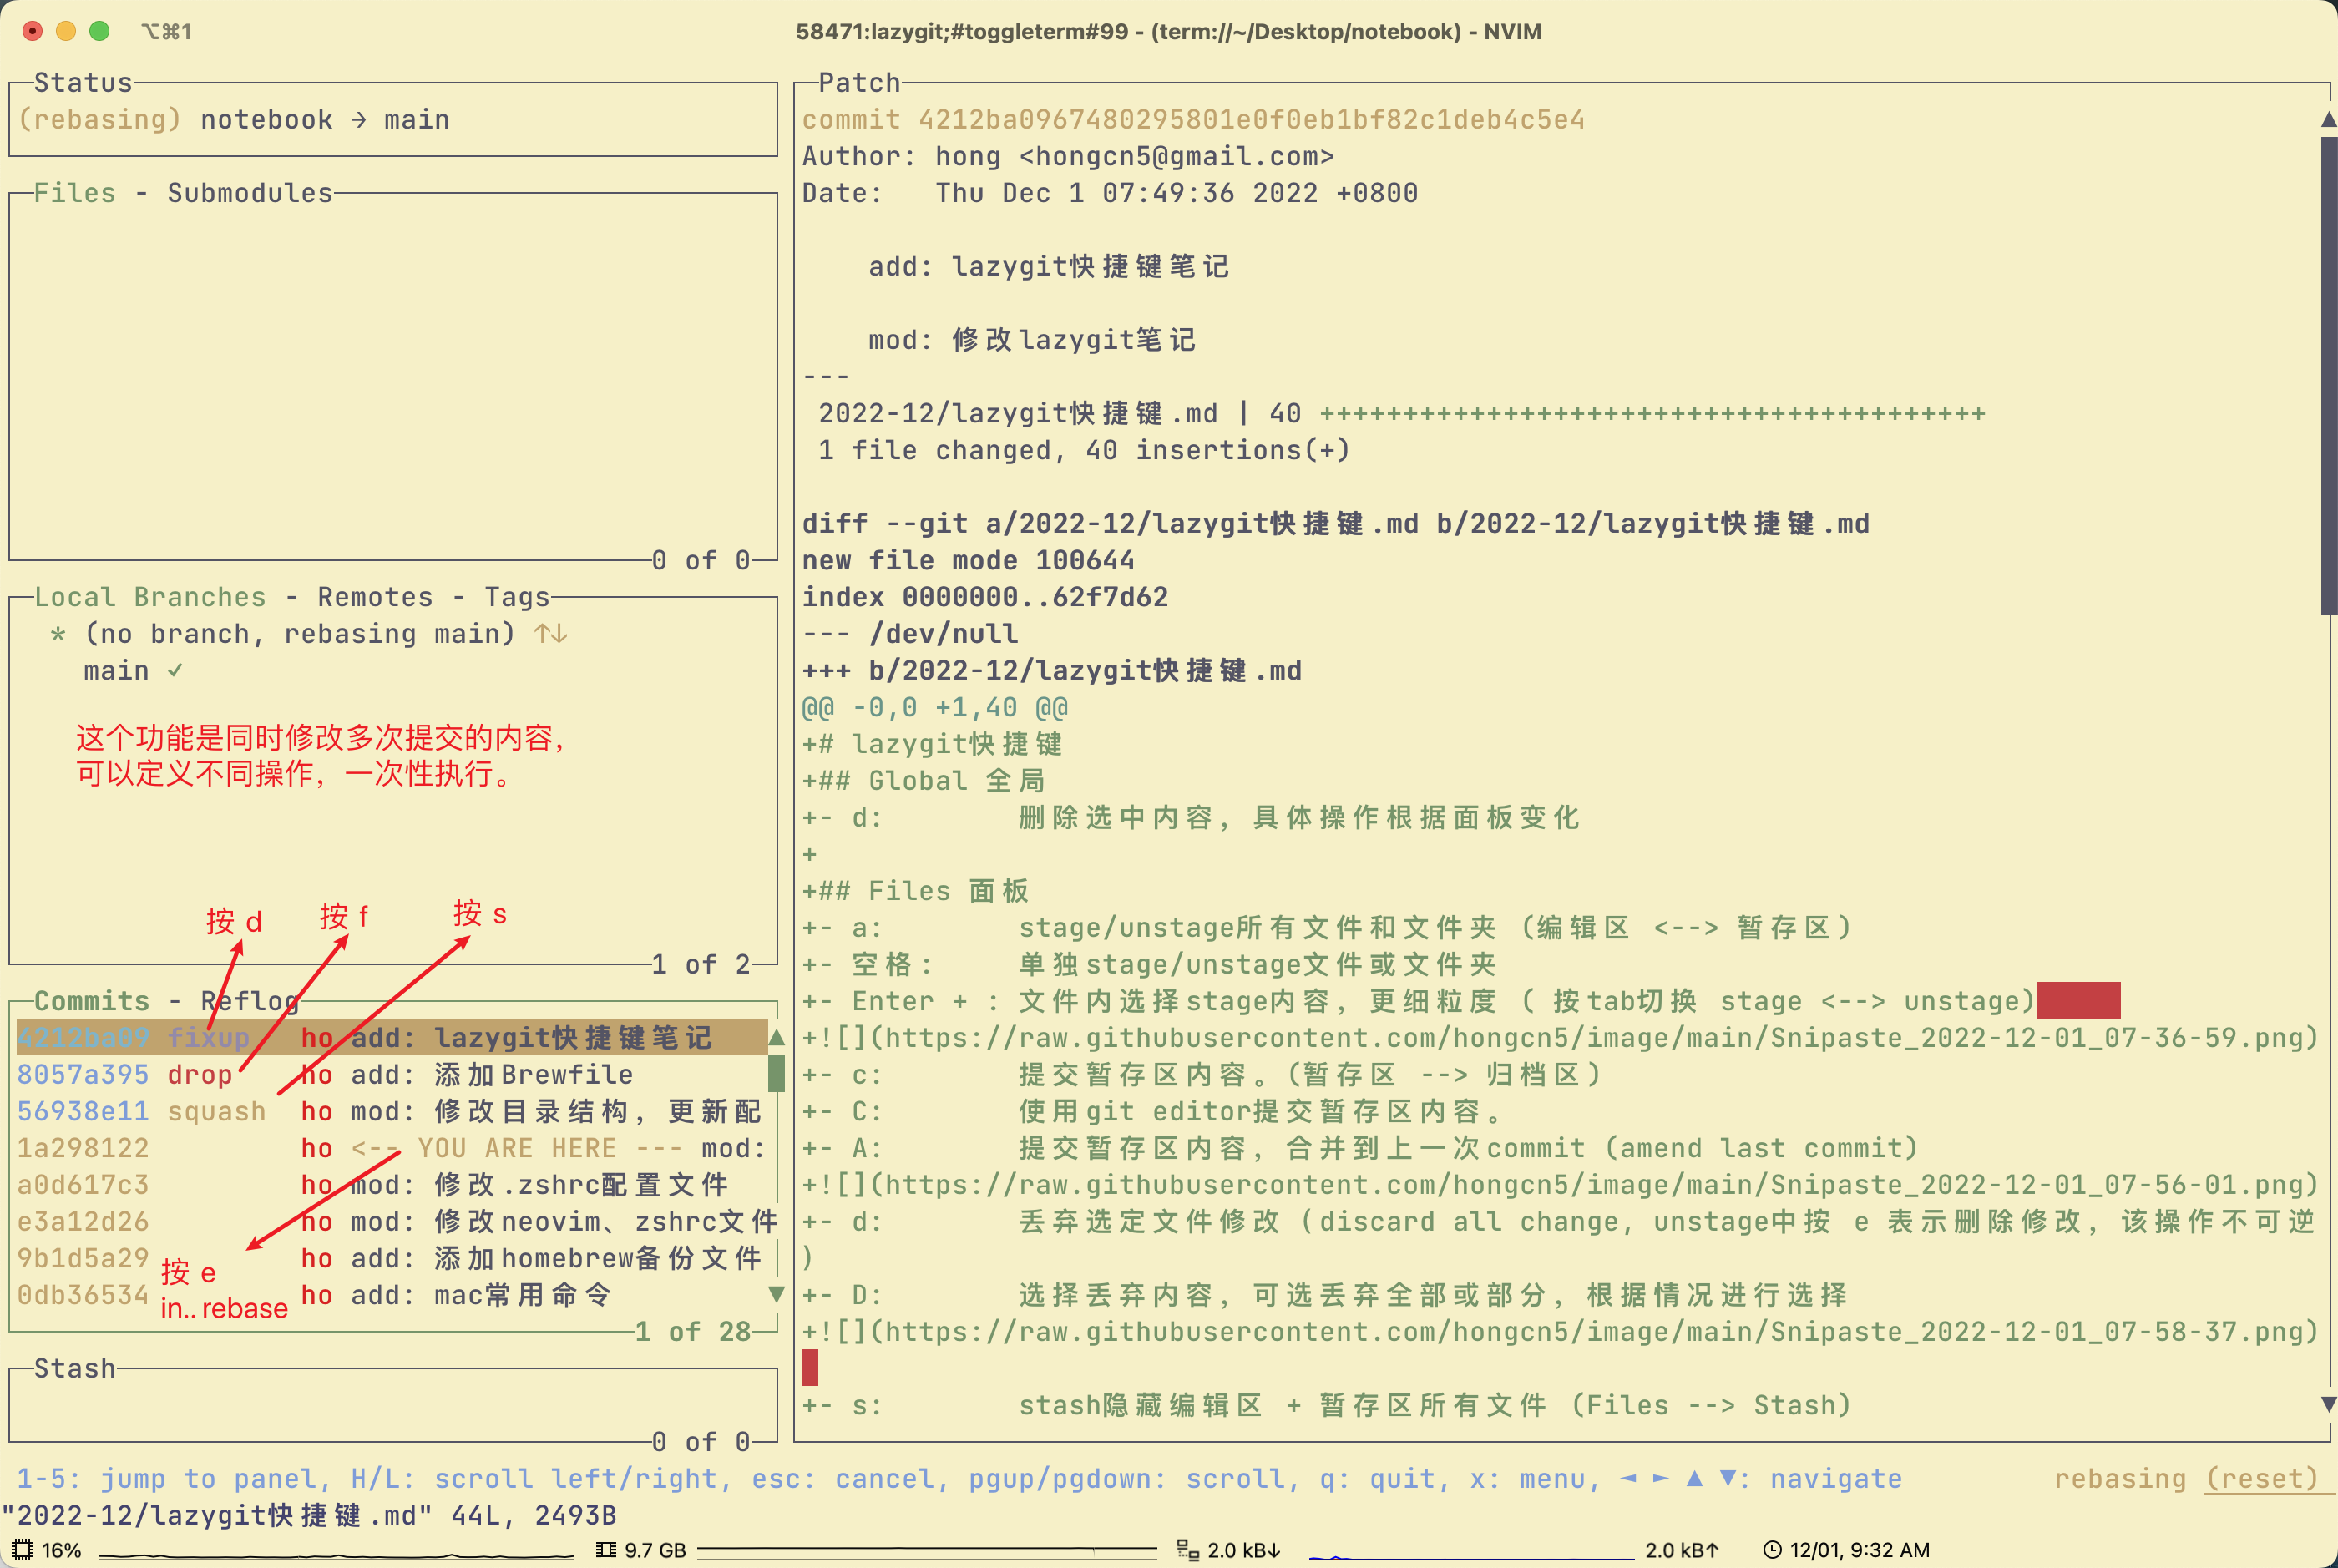 ⌥⌘1
58471:lazygit;#toggleterm#99 - (term://~/Desktop/notebook) - NVIM
Status
(rebasing) notebook → main
Files - Submodules
0 of 0
Local Branches - Remotes - Tags
* (no branch, rebasing main) ↑↓
main ✓
这个功能是同时修改多次提交的内容，
可以定义不同操作，一次性执行。
按 d
按 f
按 s
1 of 2
Commits - Reflog
4212ba09 fixup ho add: lazygit快捷键笔记
8057a395 drop ho add: 添加Brewfile
56938e11 squash ho mod: 修改目录结构，更新配
1a298122 ho <-- YOU ARE HERE --- mod:
a0d617c3 ho mod: 修改.zshrc配置文件
e3a12d26 ho mod: 修改neovim、zshrc文件
9b1d5a29 ho add: 添加homebrew备份文件
0db36534 ho add: mac常用命令
按 e
in.. rebase
1 of 28
Stash
0 of 0
Patch
commit 4212ba0967480295801e0f0eb1bf82c1deb4c5e4
Author: hong <hongcn5@gmail.com>
Date:   Thu Dec 1 07:49:36 2022 +0800
add: lazygit快捷键笔记
mod: 修改lazygit笔记
---
2022-12/lazygit快捷键.md | 40 ++++++++++++++++++++++++++++++++++++++++
1 file changed, 40 insertions(+)
diff --git a/2022-12/lazygit快捷键.md b/2022-12/lazygit快捷键.md
new file mode 100644
index 0000000..62f7d62
--- /dev/null
+++ b/2022-12/lazygit快捷键.md
@@ -0,0 +1,40 @@
+# lazygit快捷键
+## Global 全局
+- d: 删除选中内容，具体操作根据面板变化
+
+## Files 面板
+- a: stage/unstage所有文件和文件夹（编辑区 <--> 暂存区）
+- 空格: 单独stage/unstage文件或文件夹
+- Enter + : 文件内选择stage内容，更细粒度 ( 按tab切换 stage <--> unstage)
+![](https://raw.githubusercontent.com/hongcn5/image/main/Snipaste_2022-12-01_07-36-59.png)
+- c: 提交暂存区内容。（暂存区 --> 归档区）
+- C: 使用git editor提交暂存区内容。
+- A: 提交暂存区内容，合并到上一次commit (amend last commit)
+![](https://raw.githubusercontent.com/hongcn5/image/main/Snipaste_2022-12-01_07-56-01.png)
+- d: 丢弃选定文件修改（discard all change, unstage中按 e 表示删除修改，该操作不可逆
)
+- D: 选择丢弃内容，可选丢弃全部或部分，根据情况进行选择
+![](https://raw.githubusercontent.com/hongcn5/image/main/Snipaste_2022-12-01_07-58-37.png)
+- s: stash隐藏编辑区 + 暂存区所有文件 (Files --> Stash)
1-5: jump to panel, H/L: scroll left/right, esc: cancel, pgup/pgdown: scroll, q: quit, x: menu, ◄ ► ▲ ▼: navigate rebasing (reset)
"2022-12/lazygit快捷键.md" 44L, 2493B
16% 9.7 GB 2.0 kB↓ 2.0 kB↑ 12/01, 9:32 AM